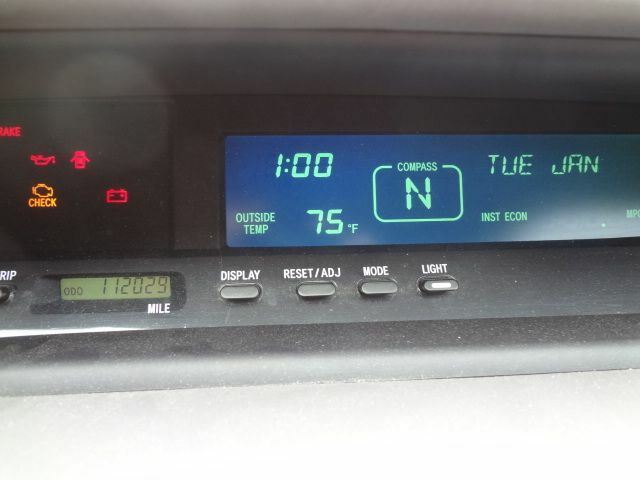 RAKE
1:00
COMPASS
N
TUE JAN
CHECK
OUTSIDE
TEMP
75 °F
INST ECON
MPG
RIP
ODO 112029
MILE
DISPLAY
RESET / ADJ
MODE
LIGHT